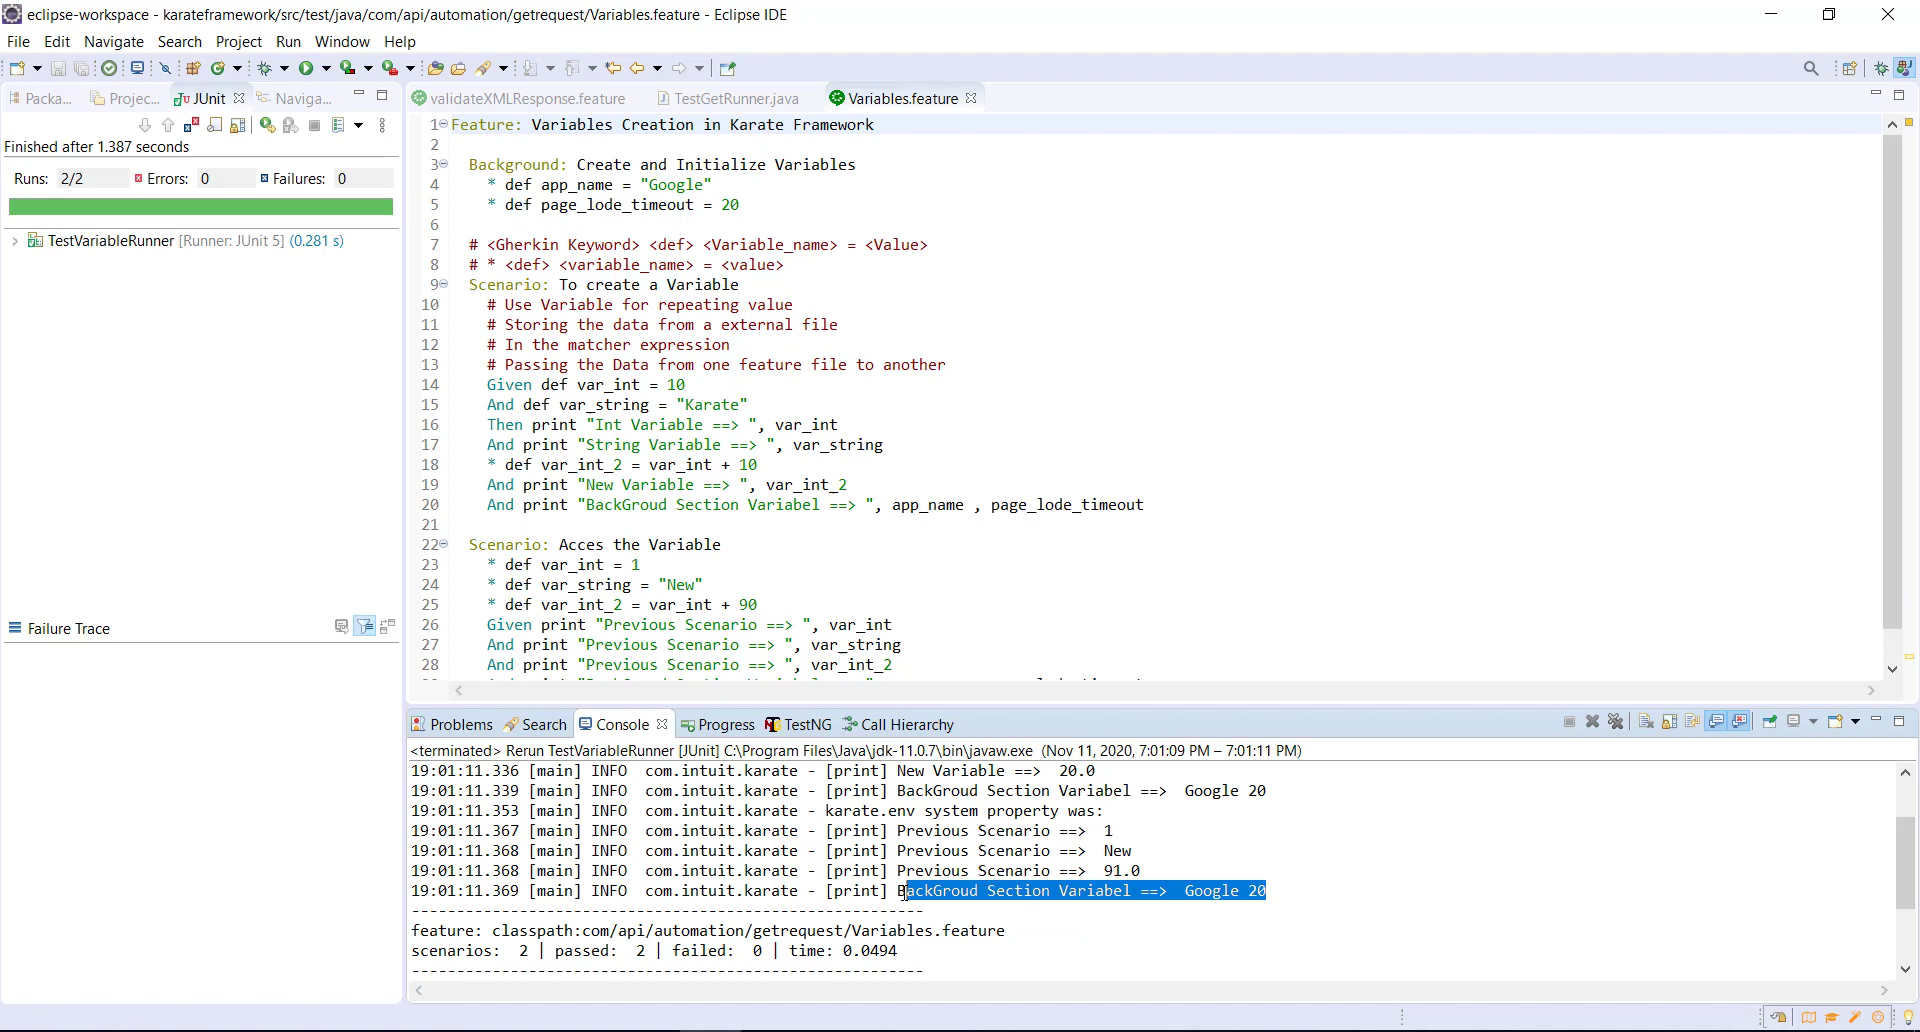 eclipse-workspace - karateframework/src/test/java/com/api/automation/getrequest/Variables.feature - Eclipse IDE
File Edit Navigate Search Project Run Window Help
Packa... Projec... JUnit Naviga... validateXMLResponse.feature TestGetRunner.java Variables.feature
Finished after 1.387 seconds
Runs: 2/2 Errors: 0 Failures: 0
TestVariableRunner [Runner: JUnit 5] (0.281 s)
Failure Trace
1 Feature: Variables Creation in Karate Framework
2
3 Background: Create and Initialize Variables
4 * def app_name = "Google"
5 * def page_lode_timeout = 20
6
7 # <Gherkin Keyword> <def> <Variable_name> = <Value>
8 # * <def> <variable_name> = <value>
9 Scenario: To create a Variable
10 # Use Variable for repeating value
11 # Storing the data from a external file
12 # In the matcher expression
13 # Passing the Data from one feature file to another
14 Given def var_int = 10
15 And def var_string = "Karate"
16 Then print "Int Variable ==> ", var_int
17 And print "String Variable ==> ", var_string
18 * def var_int_2 = var_int + 10
19 And print "New Variable ==> ", var_int_2
20 And print "BackGroud Section Variabel ==> ", app_name , page_lode_timeout
21
22 Scenario: Acces the Variable
23 * def var_int = 1
24 * def var_string = "New"
25 * def var_int_2 = var_int + 90
26 Given print "Previous Scenario ==> ", var_int
27 And print "Previous Scenario ==> ", var_string
28 And print "Previous Scenario ==> ", var_int_2
Problems Search Console Progress TestNG Call Hierarchy
<terminated> Rerun TestVariableRunner [JUnit] C:\Program Files\Java\jdk-11.0.7\bin\javaw.exe (Nov 11, 2020, 7:01:09 PM – 7:01:11 PM)
19:01:11.336 [main] INFO com.intuit.karate - [print] New Variable ==> 20.0
19:01:11.339 [main] INFO com.intuit.karate - [print] BackGroud Section Variabel ==> Google 20
19:01:11.353 [main] INFO com.intuit.karate - karate.env system property was:
19:01:11.367 [main] INFO com.intuit.karate - [print] Previous Scenario ==> 1
19:01:11.368 [main] INFO com.intuit.karate - [print] Previous Scenario ==> New
19:01:11.368 [main] INFO com.intuit.karate - [print] Previous Scenario ==> 91.0
19:01:11.369 [main] INFO com.intuit.karate - [print] BackGroud Section Variabel ==> Google 20
---------------------------------------------------------
feature: classpath:com/api/automation/getrequest/Variables.feature
scenarios: 2 | passed: 2 | failed: 0 | time: 0.0494
---------------------------------------------------------